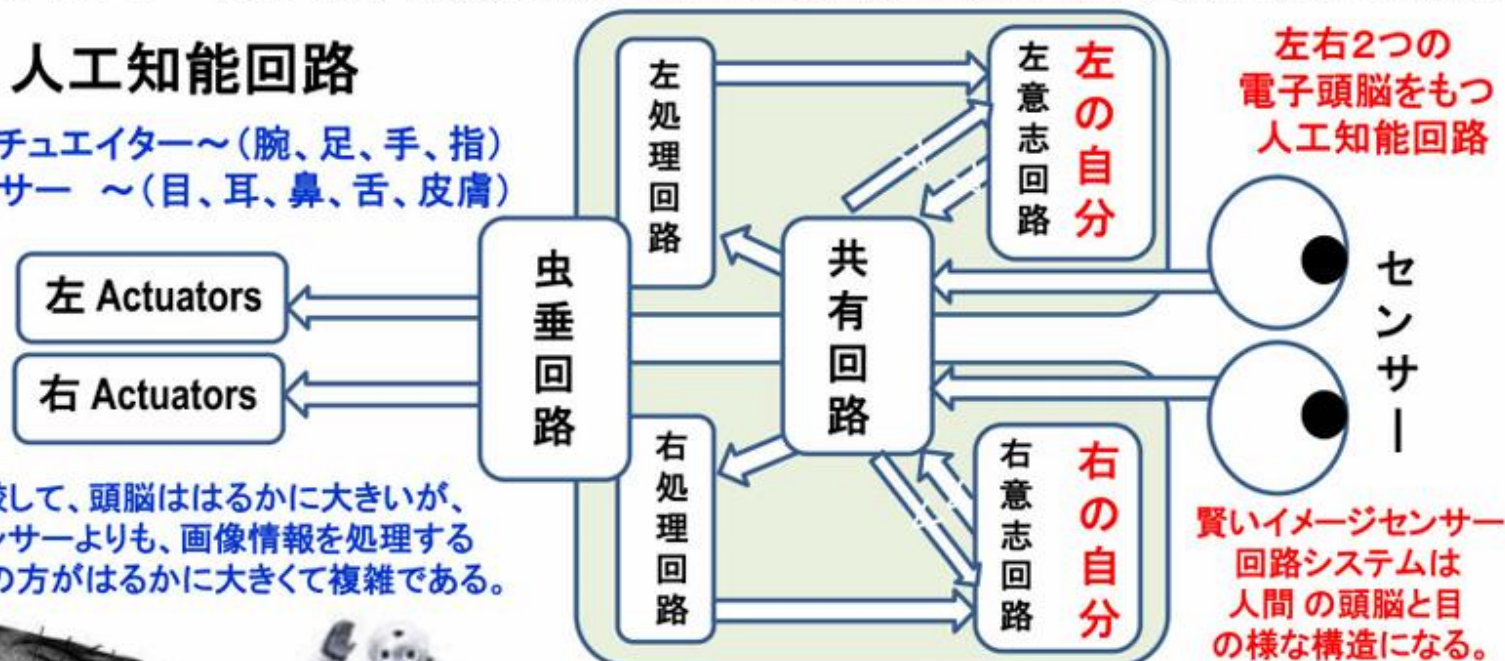 人工知能回路
チュエイター～(腕、足、手、指)
サー ～(目、耳、鼻、舌、皮膚)
左 Actuators
右 Actuators
虫垂回路
左処理回路
右処理回路
共有回路
左意志回路
左の自分
右意志回路
右の自分
左右2つの
電子頭脳をもつ
人工知能回路
センサー
較して、頭脳ははるかに大きいが、
ンサーよりも、画像情報を処理する
の方がはるかに大きくて複雑である。
賢いイメージセンサー
回路システムは
人間 の頭脳と目
の様な構造になる。